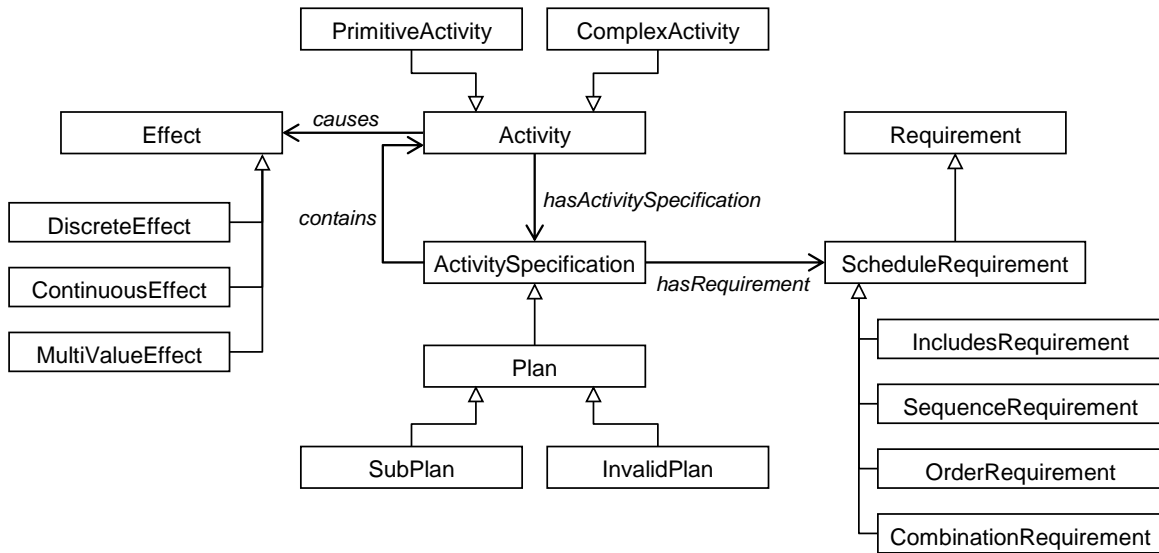 PrimitiveActivity
ComplexActivity
Effect
causes
Activity
Requirement
contains
hasActivitySpecification
DiscreteEffect
ActivitySpecification
hasRequirement
ScheduleRequirement
ContinuousEffect
MultiValueEffect
Plan
IncludesRequirement
SequenceRequirement
SubPlan
InvalidPlan
OrderRequirement
CombinationRequirement